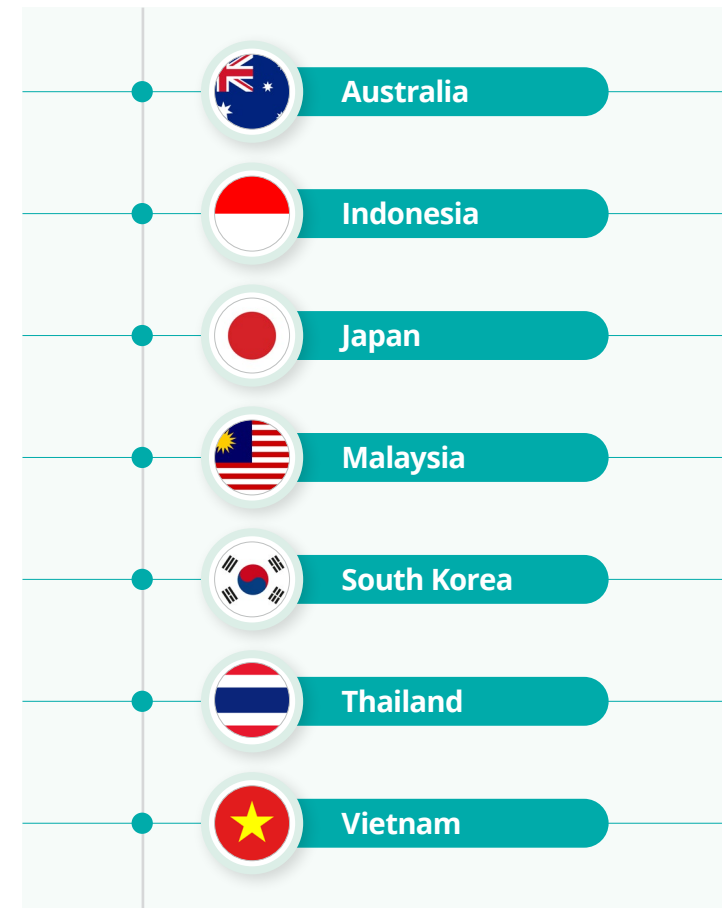 Australia
Indonesia
Japan
Malaysia
South Korea
Thailand
Vietnam